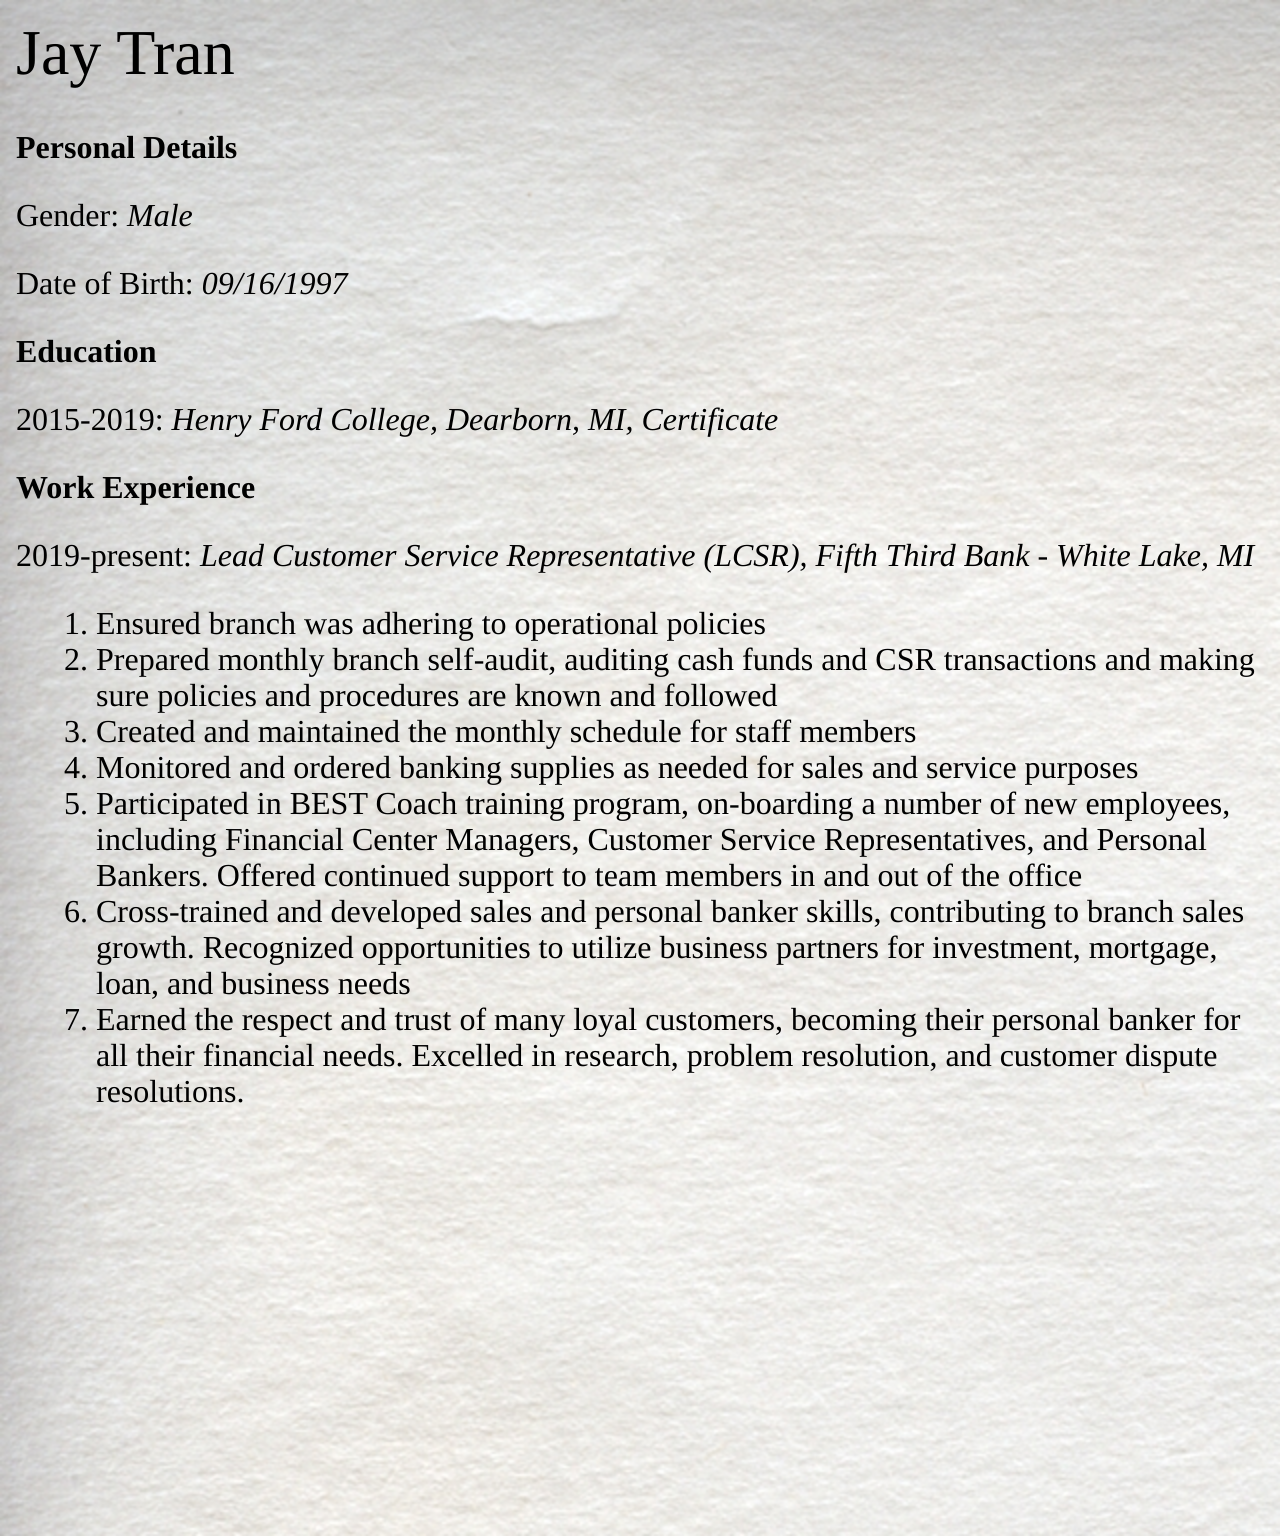 Jay Tran
Personal Details
Gender: Male
Date of Birth: 09/16/1997
Education
2015-2019: Henry Ford College, Dearborn, MI, Certificate
Work Experience
2019-present: Lead Customer Service Representative (LCSR), Fifth Third Bank - White Lake, MI
1. Ensured branch was adhering to operational policies
2. Prepared monthly branch self-audit, auditing cash funds and CSR transactions and making
sure policies and procedures are known and followed
3. Created and maintained the monthly schedule for staff members
4. Monitored and ordered banking supplies as needed for sales and service purposes
5. Participated in BEST Coach training program, on-boarding a number of new employees,
including Financial Center Managers, Customer Service Representatives, and Personal
Bankers. Offered continued support to team members in and out of the office
6. Cross-trained and developed sales and personal banker skills, contributing to branch sales
growth. Recognized opportunities to utilize business partners for investment, mortgage,
loan, and business needs
7. Earned the respect and trust of many loyal customers, becoming their personal banker for
all their financial needs. Excelled in research, problem resolution, and customer dispute
resolutions.